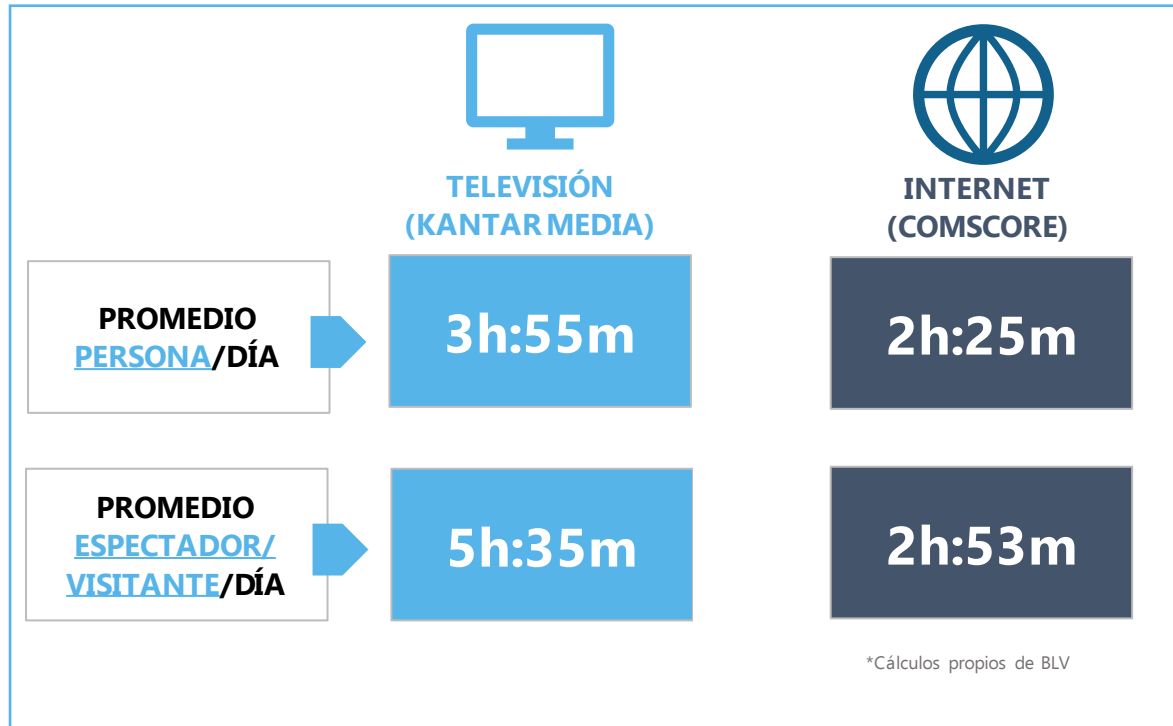 TELEVISIÓN
(KANTAR MEDIA)
INTERNET
(COMSCORE)
PROMEDIO
PERSONA/DÍA
3h:55m
2h:25m
PROMEDIO
ESPECTADOR/
VISITANTE/DÍA
5h:35m
2h:53m
*Cálculos propios de BLV